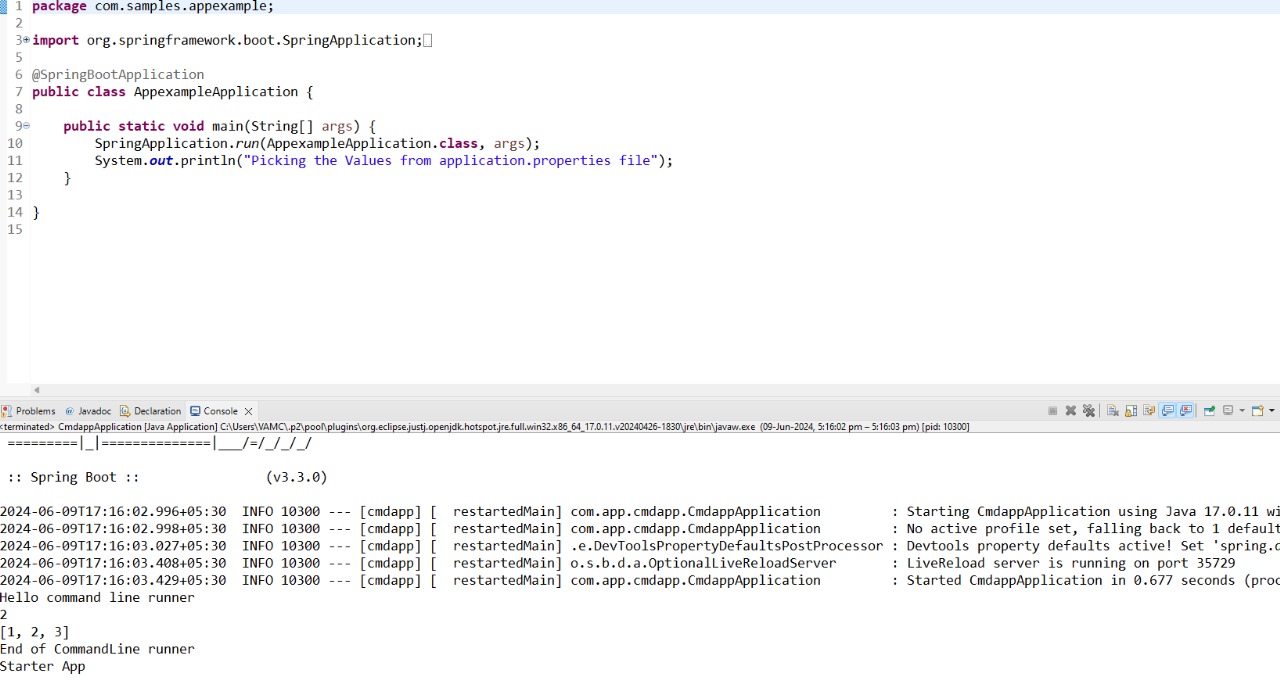 1 package com.samples.appexample;
2
3 import org.springframework.boot.SpringApplication;
5
6 @SpringBootApplication
7 public class AppexampleApplication {
8
9 public static void main(String[] args) {
10 SpringApplication.run(AppexampleApplication.class, args);
11 System.out.println("Picking the Values from application.properties file");
12 }
13
14 }
15
Problems Javadoc Declaration Console
<terminated> CmdappApplication [Java Application] C:\Users\VAMC\.p2\pool\plugins\org.eclipse.justj.openjdk.hotspot.jre.full.win32.x86_64_17.0.11.v20240426-1830\jre\bin\javaw.exe (09-Jun-2024, 5:16:02 pm – 5:16:03 pm) [pid: 10300]
=========|_|==============|___/=/_/_/_/
:: Spring Boot :: (v3.3.0)
2024-06-09T17:16:02.996+05:30 INFO 10300 --- [cmdapp] [ restartedMain] com.app.cmdapp.CmdappApplication : Starting CmdappApplication using Java 17.0.11 wi
2024-06-09T17:16:02.998+05:30 INFO 10300 --- [cmdapp] [ restartedMain] com.app.cmdapp.CmdappApplication : No active profile set, falling back to 1 default
2024-06-09T17:16:03.027+05:30 INFO 10300 --- [cmdapp] [ restartedMain] .e.DevToolsPropertyDefaultsPostProcessor : Devtools property defaults active! Set 'spring.d
2024-06-09T17:16:03.408+05:30 INFO 10300 --- [cmdapp] [ restartedMain] o.s.b.d.a.OptionalLiveReloadServer : LiveReload server is running on port 35729
2024-06-09T17:16:03.429+05:30 INFO 10300 --- [cmdapp] [ restartedMain] com.app.cmdapp.CmdappApplication : Started CmdappApplication in 0.677 seconds (proc
Hello command line runner
2
[1, 2, 3]
End of CommandLine runner
Starter App